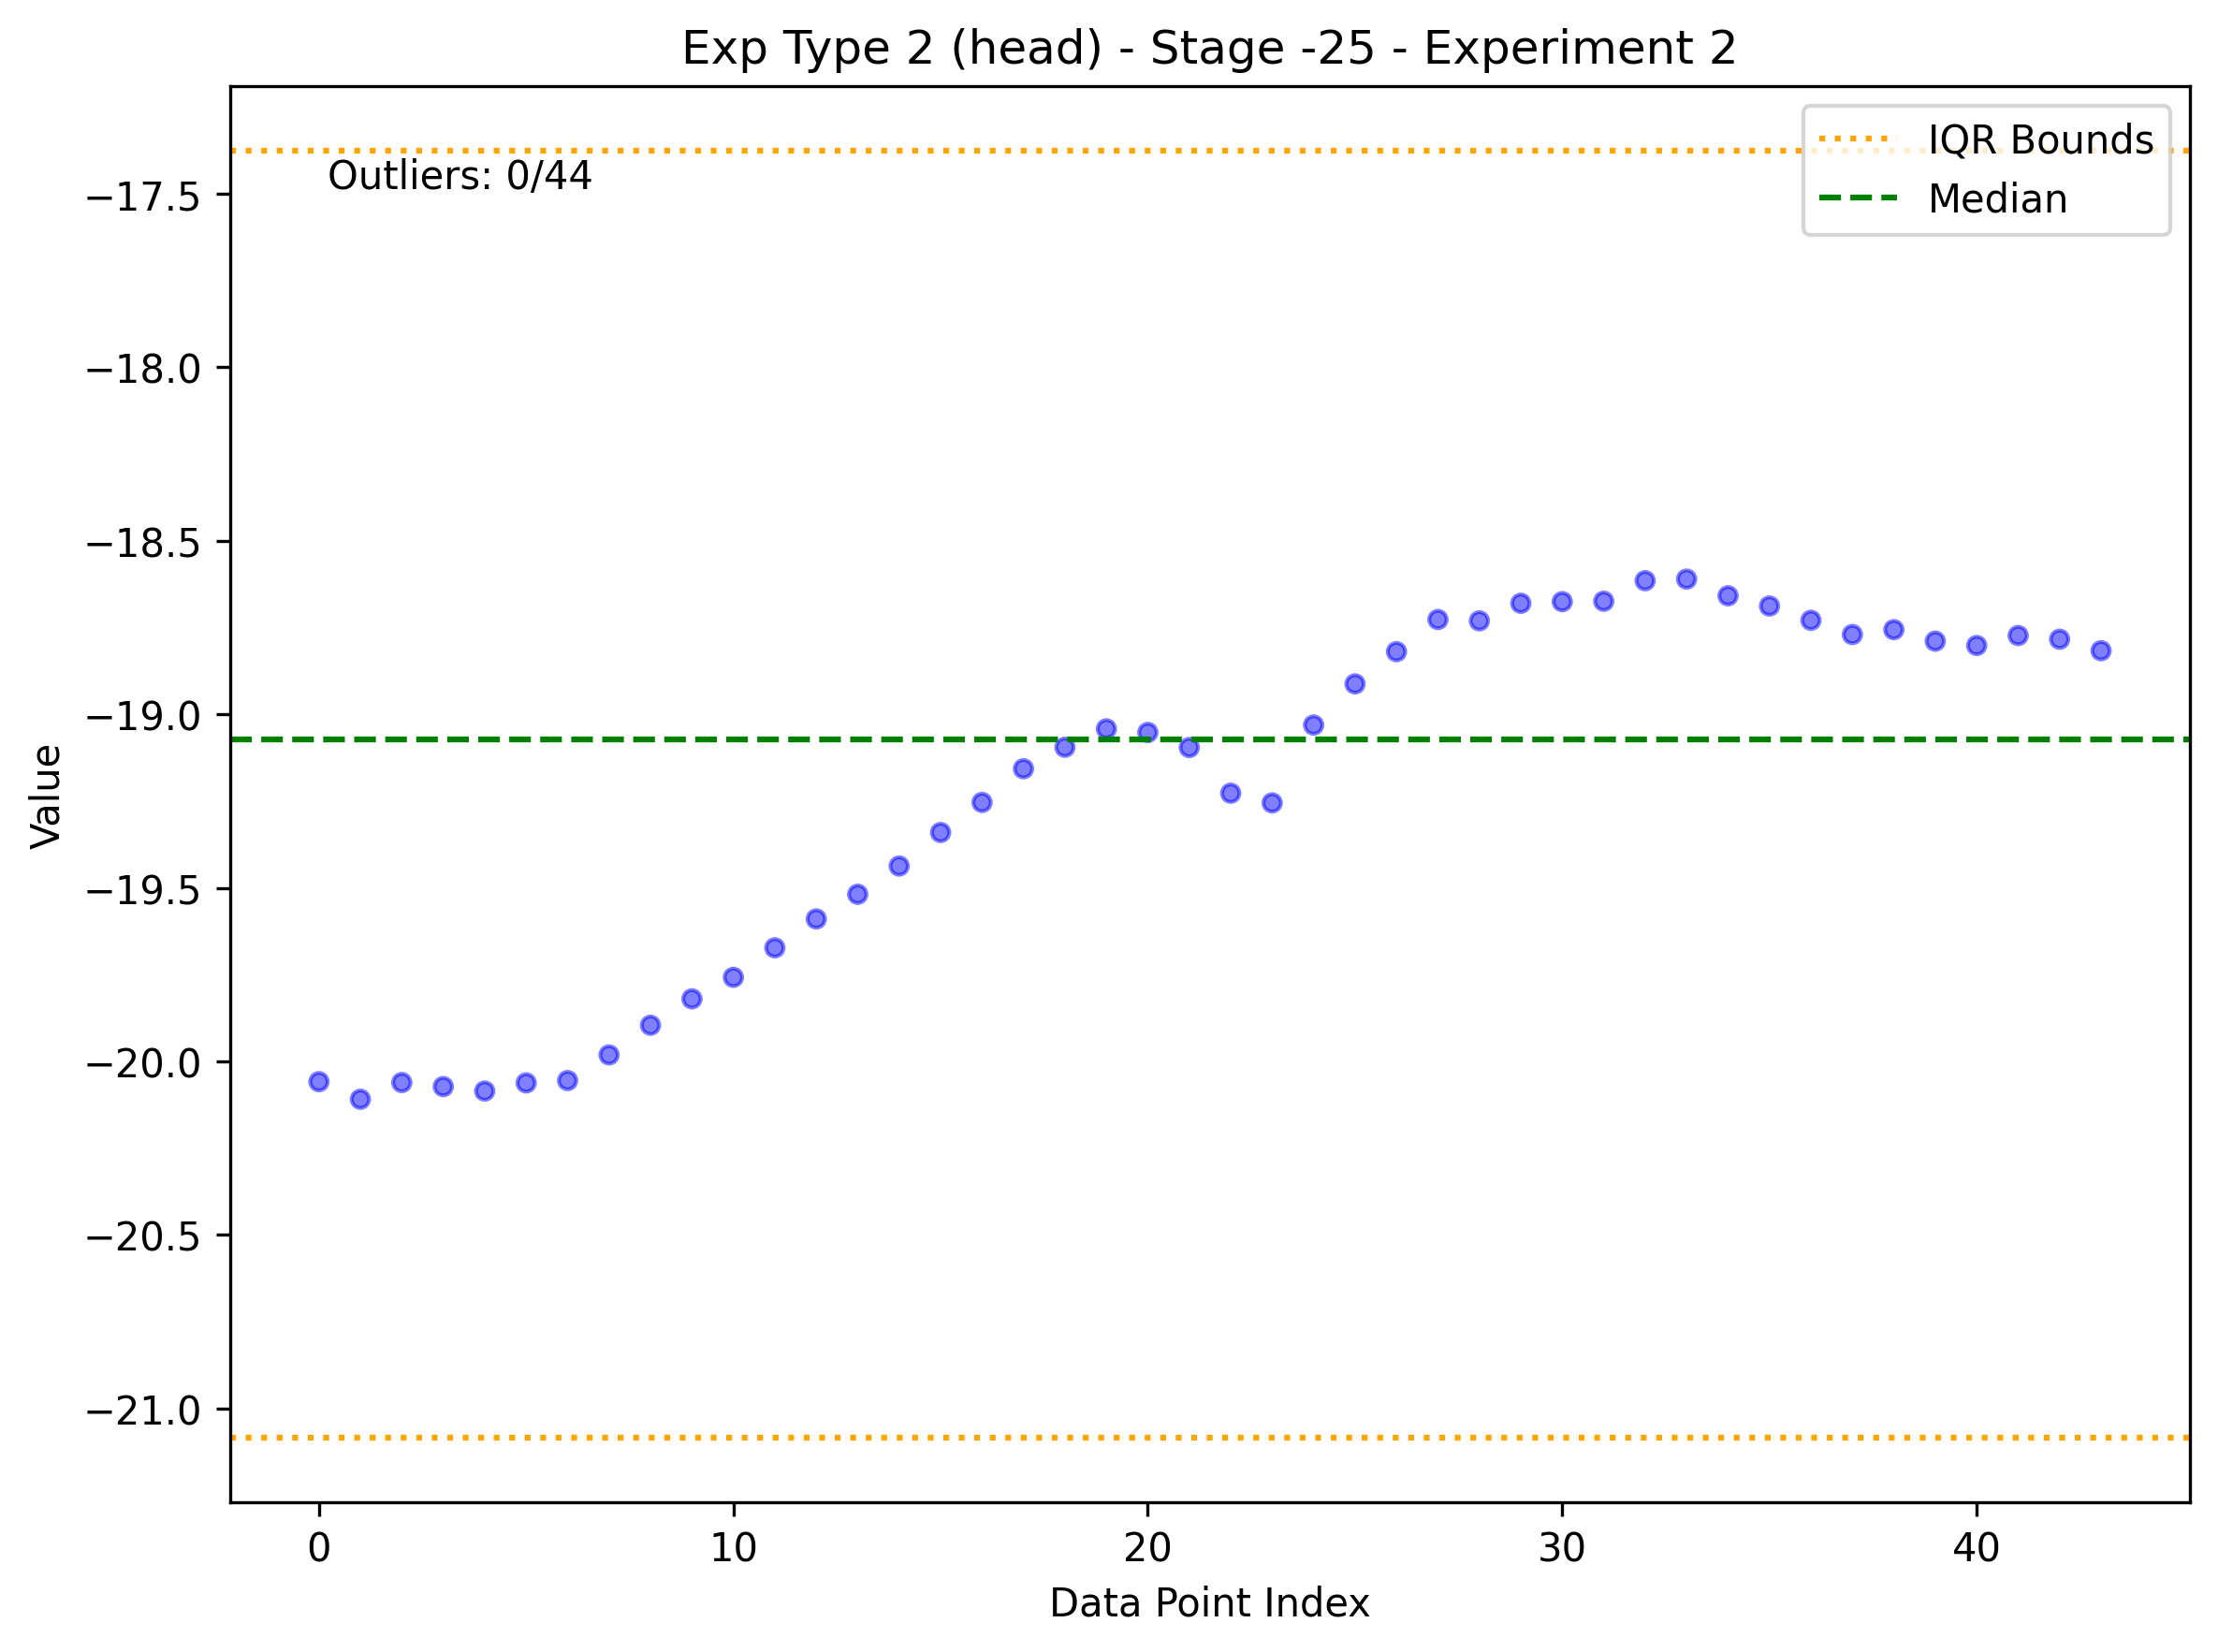 Exp Type 2 (head) - Stage -25 - Experiment 2
IQR Bounds
Median
Outliers: 0/44
−17.5
−18.0
−18.5
−19.0
−19.5
−20.0
−20.5
−21.0
Value
0 10 20 30 40
Data Point Index